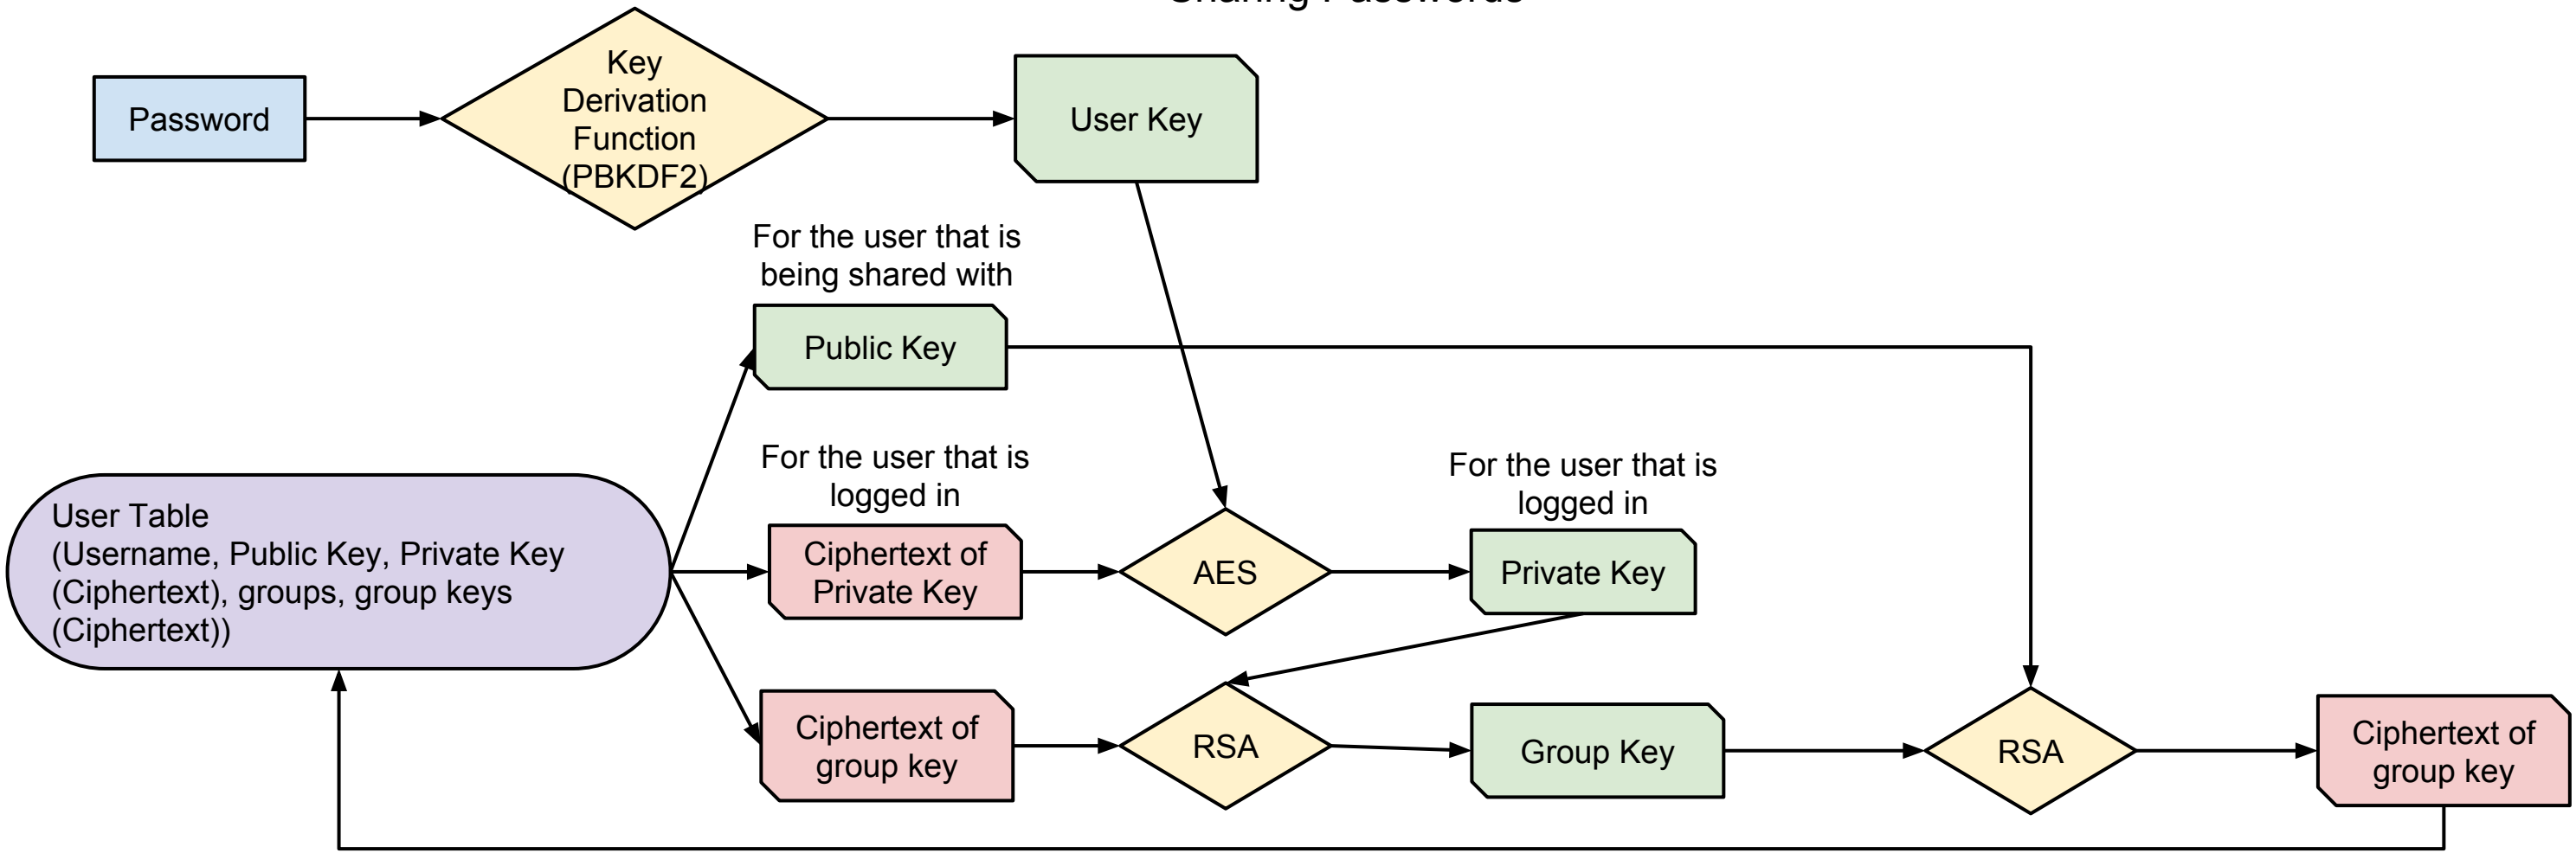 Sharing Passwords
Password
Key
Derivation
Function
(PBKDF2)
User Key
For the user that is
being shared with
Public Key
For the user that is
logged in
For the user that is
logged in
User Table
(Username, Public Key, Private Key
(Ciphertext), groups, group keys
(Ciphertext))
Ciphertext of
Private Key
AES
Private Key
Ciphertext of
group key
RSA
Group Key
RSA
Ciphertext of
group key